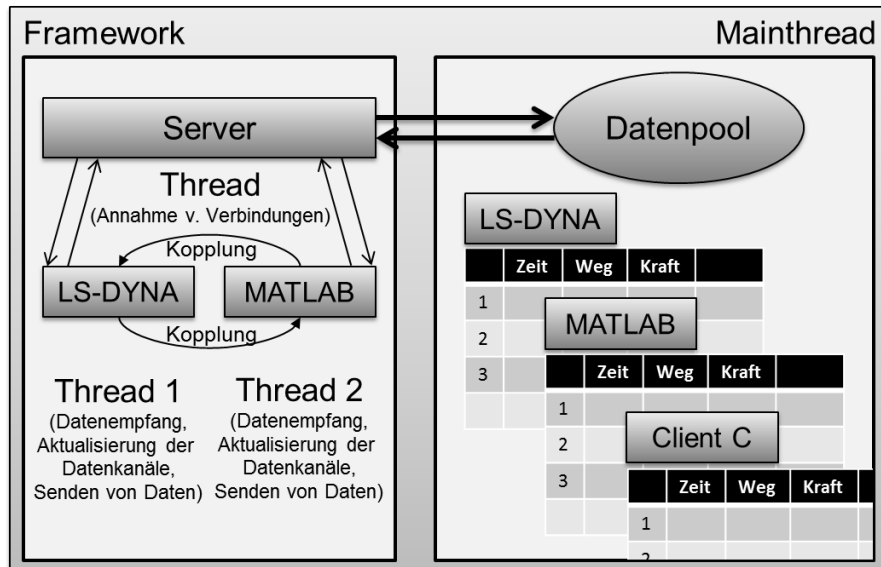 Framework
Server
Thread
(Annahme v. Verbindungen)
Kopplung
LS-DYNA
MATLAB
Kopplung
Thread 1
(Datenempfang,
Aktualisierung der
Datenkanäle,
Senden von Daten)
Thread 2
(Datenempfang,
Aktualisierung der
Datenkanäle,
Senden von Daten)
Mainthread
Datenpool
LS-DYNA
Zeit Weg Kraft
1
2
3
MATLAB
Zeit Weg Kraft
1
2
3
Client C
Zeit Weg Kraft
1
2